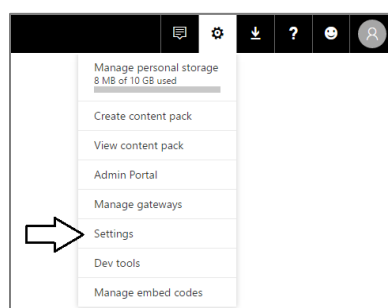 ?
Manage personal storage
8 MB of 10 GB used
Create content pack
View content pack
Admin Portal
Manage gateways
Settings
Dev tools
Manage embed codes